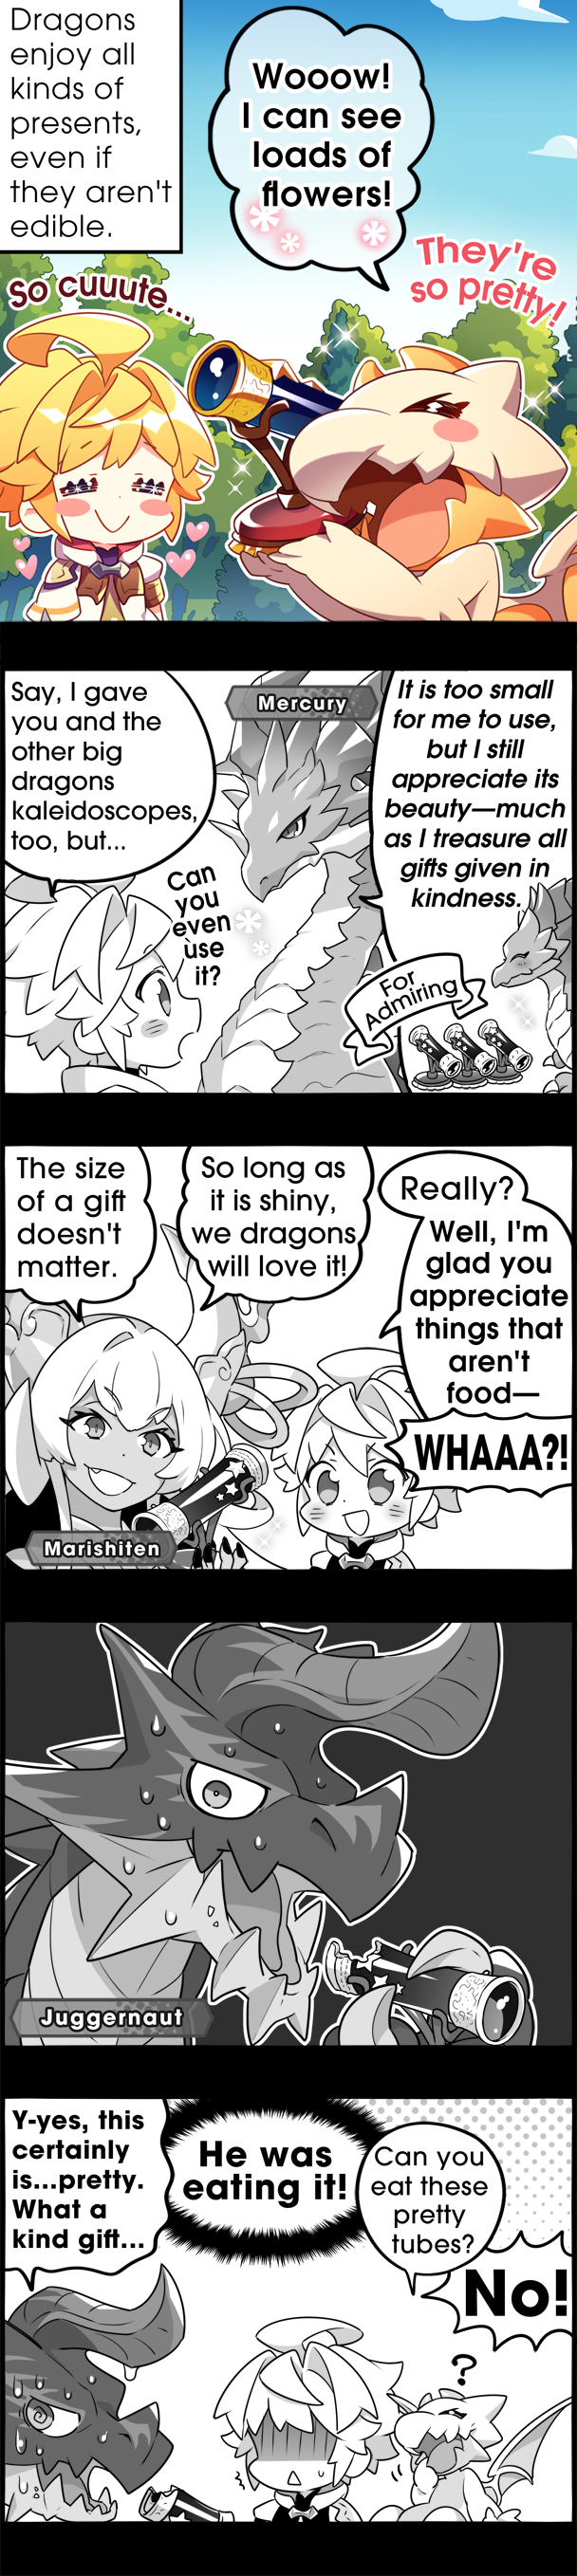 Dragons
enjoy all
kinds of
presents,
even if
they aren't
edible.
Wooow!
I can see
loads of
flowers!
They're
so pretty!
So cuuute...
Say, I gave
you and the
other big
dragons
kaleidoscopes,
too, but...
Mercury
Can
you
even
use
it?
It is too small
for me to use,
but I still
appreciate its
beauty—much
as I treasure all
gifts given in
kindness.
For
Admiring
The size
of a gift
doesn't
matter.
So long as
it is shiny,
we dragons
will love it!
Really?
Well, I'm
glad you
appreciate
things that
aren't
food—
WHAAA?!
Marishiten
Juggernaut
Y-yes, this
certainly
is...pretty.
What a
kind gift...
He was
eating it!
Can you
eat these
pretty
tubes?
No!
?